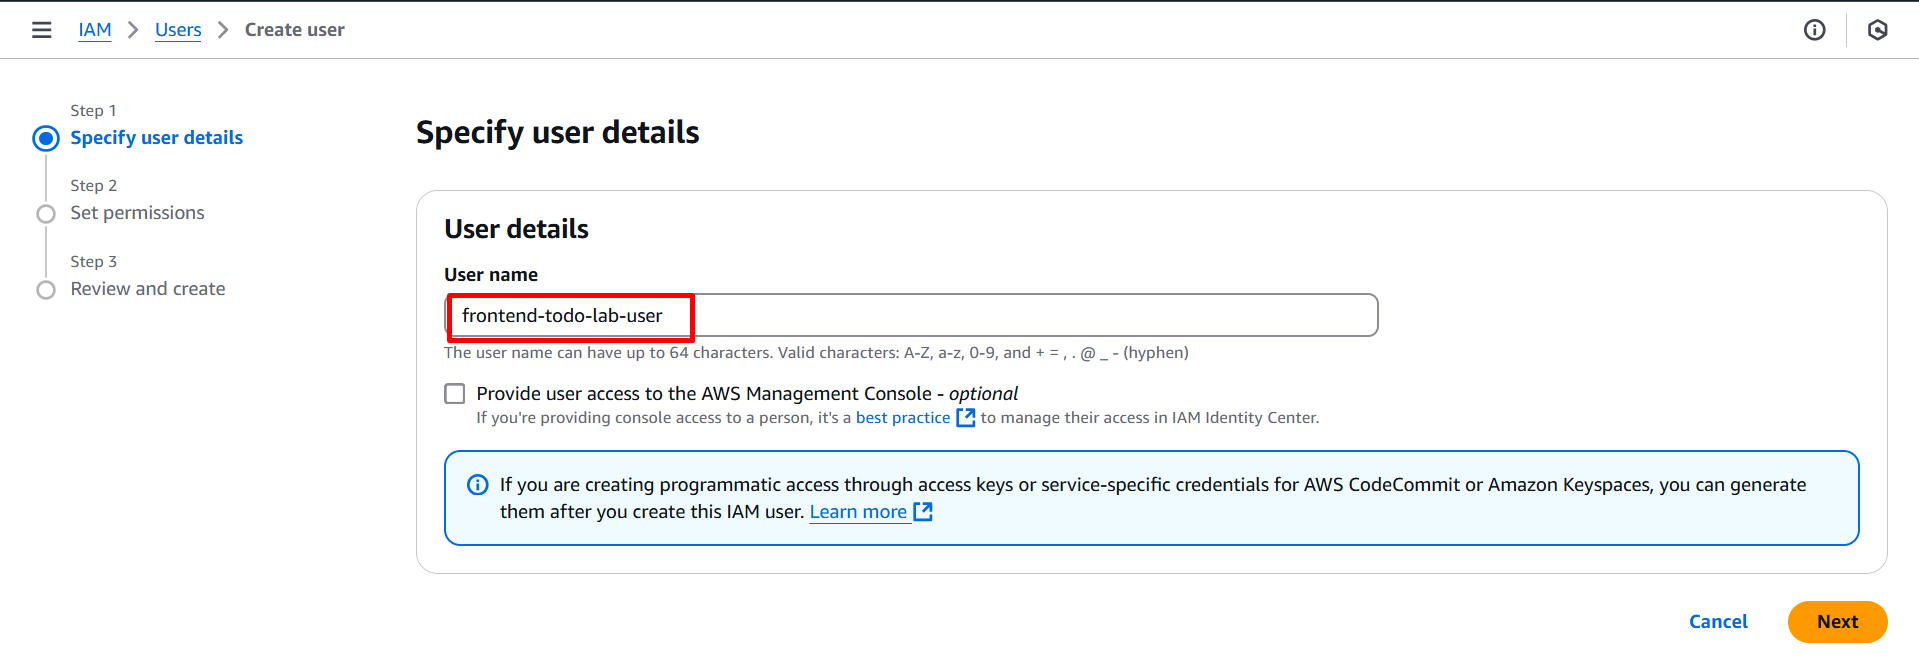 IAM > Users > Create user
Step 1
Specify user details
Step 2
Set permissions
Step 3
Review and create
Specify user details
User details
User name
frontend-todo-lab-user
The user name can have up to 64 characters. Valid characters: A-Z, a-z, 0-9, and + = , . @ _ - (hyphen)
Provide user access to the AWS Management Console - optional
If you're providing console access to a person, it's a best practice to manage their access in IAM Identity Center.
If you are creating programmatic access through access keys or service-specific credentials for AWS CodeCommit or Amazon Keyspaces, you can generate
them after you create this IAM user. Learn more
Cancel
Next